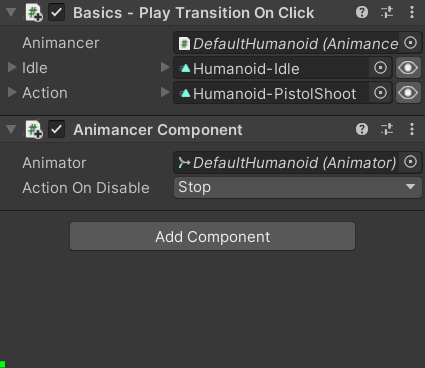 Basics - Play Transition On Click
Animancer DefaultHumanoid (Animance
Idle Humanoid-Idle
Action Humanoid-PistolShoot
Animancer Component
Animator DefaultHumanoid (Animator)
Action On Disable Stop
Add Component